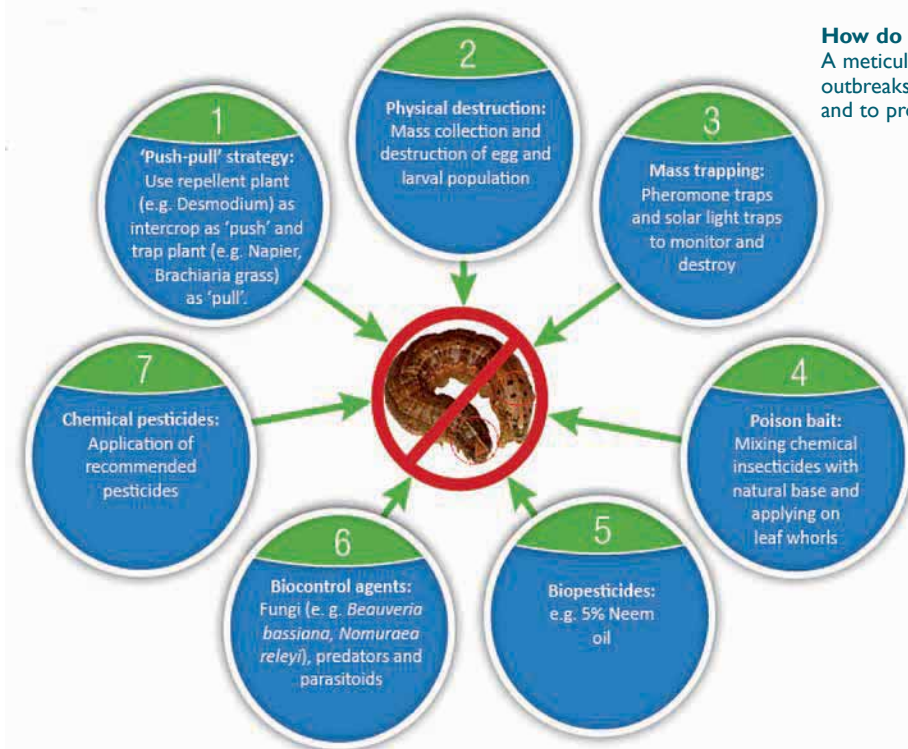 How do
A meticul
outbreaks
and to pre
1
'Push-pull' strategy:
Use repellent plant
(e.g. Desmodium) as
intercrop as 'push' and
trap plant (e.g. Napier,
Brachiaria grass)
as 'pull'.
2
Physical destruction:
Mass collection and
destruction of egg and
larval population
3
Mass trapping:
Pheromone traps
and solar light traps
to monitor and
destroy
4
Poison bait:
Mixing chemical
insecticides with
natural base and
applying on
leaf whorls
5
Biopesticides:
e.g. 5% Neem
oil
6
Biocontrol agents:
Fungi (e. g. Beauveria
bassiana, Nomuraea
releyi), predators and
parasitoids
7
Chemical pesticides:
Application of
recommended
pesticides